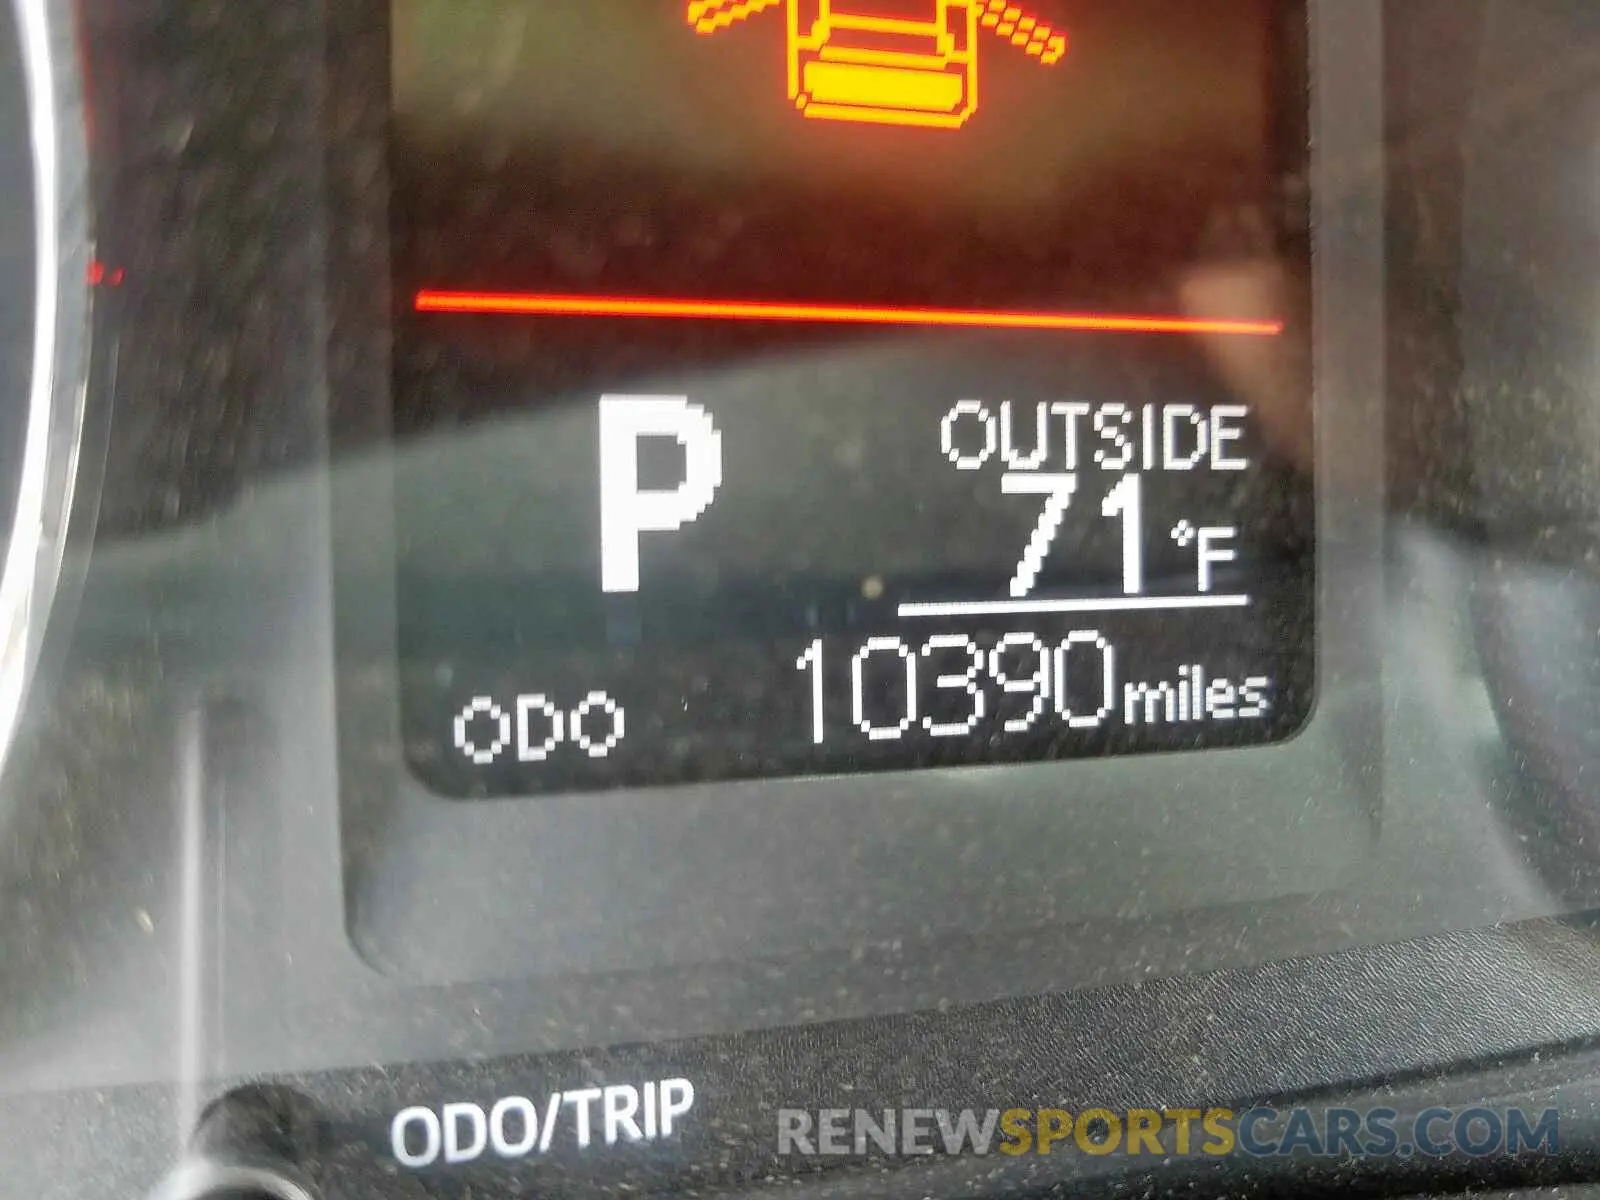 P
OUTSIDE
71°F
ODO 10390 miles
ODO/TRIP
RENEWSPORTSCARS.COM